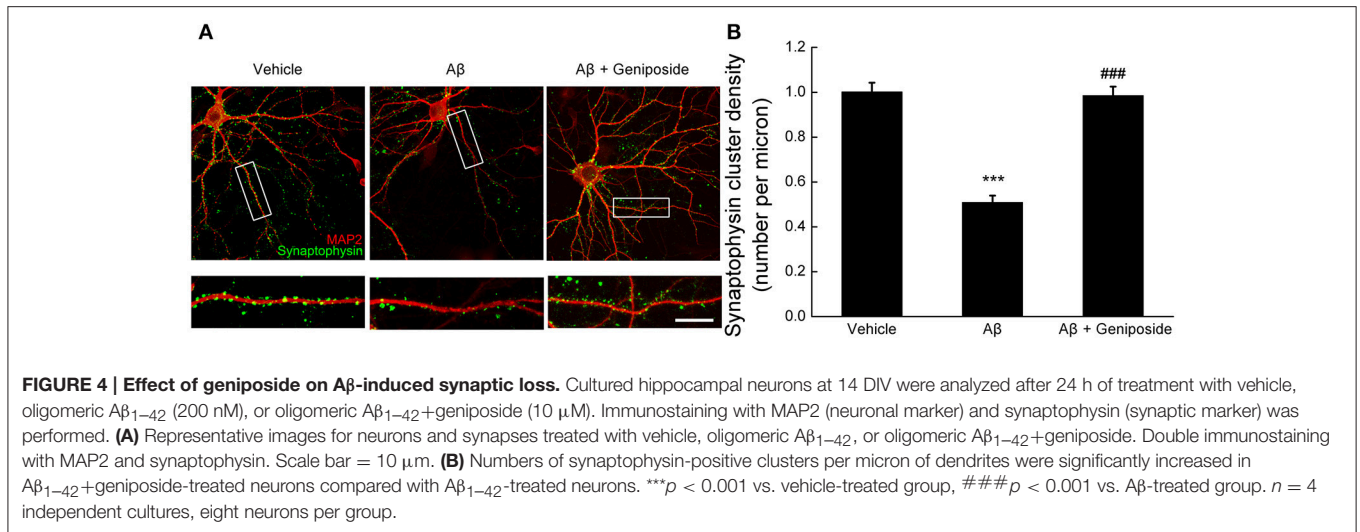 A
Vehicle
Aβ
Aβ + Geniposide
MAP2
Synaptophysin
B
Synaptophysin cluster density
(number per micron)
1.2
1.0
0.8
0.6
0.4
0.2
0.0
***
###
Vehicle
Aβ
Aβ + Geniposide
FIGURE 4 | Effect of geniposide on Aβ-induced synaptic loss. Cultured hippocampal neurons at 14 DIV were analyzed after 24 h of treatment with vehicle,
oligomeric Aβ1–42 (200 nM), or oligomeric Aβ1–42+geniposide (10 μM). Immunostaining with MAP2 (neuronal marker) and synaptophysin (synaptic marker) was
performed. (A) Representative images for neurons and synapses treated with vehicle, oligomeric Aβ1–42, or oligomeric Aβ1–42+geniposide. Double immunostaining
with MAP2 and synaptophysin. Scale bar = 10 μm. (B) Numbers of synaptophysin-positive clusters per micron of dendrites were significantly increased in
Aβ1–42+geniposide-treated neurons compared with Aβ1–42-treated neurons. ***p < 0.001 vs. vehicle-treated group, ###p < 0.001 vs. Aβ-treated group. n = 4
independent cultures, eight neurons per group.